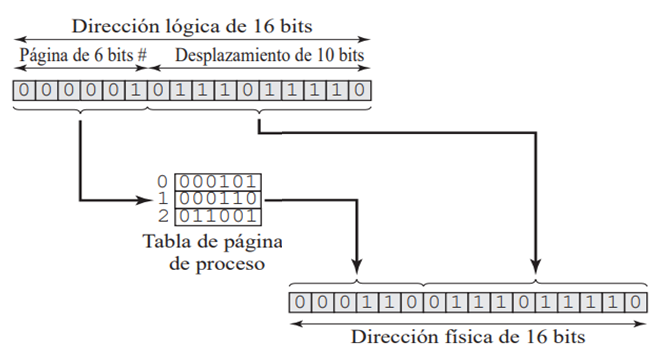 Dirección lógica de 16 bits
Página de 6 bits # Desplazamiento de 10 bits
0 0 0 0 0 1 0 1 1 1 0 1 1 1 1 0
0 000101
1 000110
2 011001
Tabla de página
de proceso
0 0 0 1 1 0 0 1 1 1 0 1 1 1 1 0
Dirección física de 16 bits